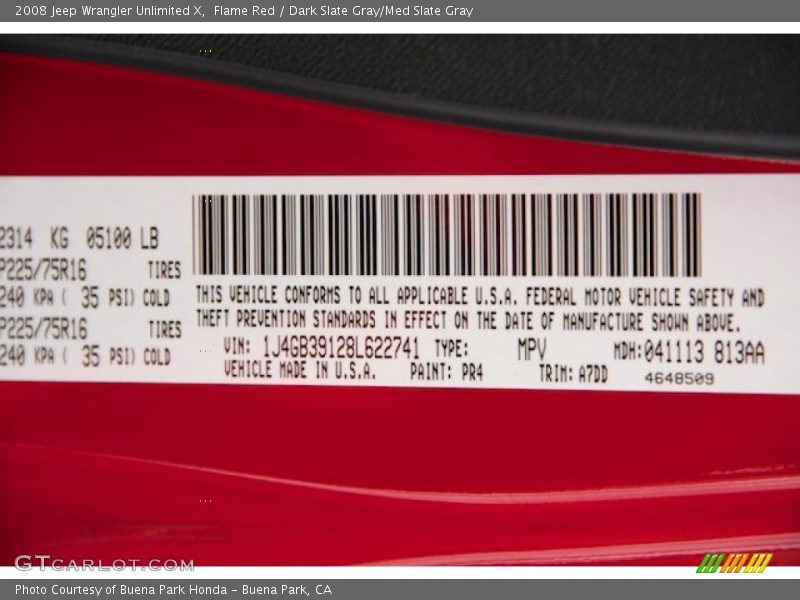 2008 Jeep Wrangler Unlimited X, Flame Red / Dark Slate Gray/Med Slate Gray
2314 KG 05100 LB
P225/75R16 TIRES
240 KPA ( 35 PSI) COLD
P225/75R16 TIRES
240 KPA ( 35 PSI) COLD
THIS VEHICLE CONFORMS TO ALL APPLICABLE U.S.A. FEDERAL MOTOR VEHICLE SAFETY AND
THEFT PREVENTION STANDARDS IN EFFECT ON THE DATE OF MANUFACTURE SHOWN ABOVE.
VIN: 1J4GB39128L622741 TYPE: MPV MDH:041113 813AA
VEHICLE MADE IN U.S.A. PAINT: PR4 TRIM: A7DD 4648509
GTCARLOT.COM
Photo Courtesy of Buena Park Honda - Buena Park, CA